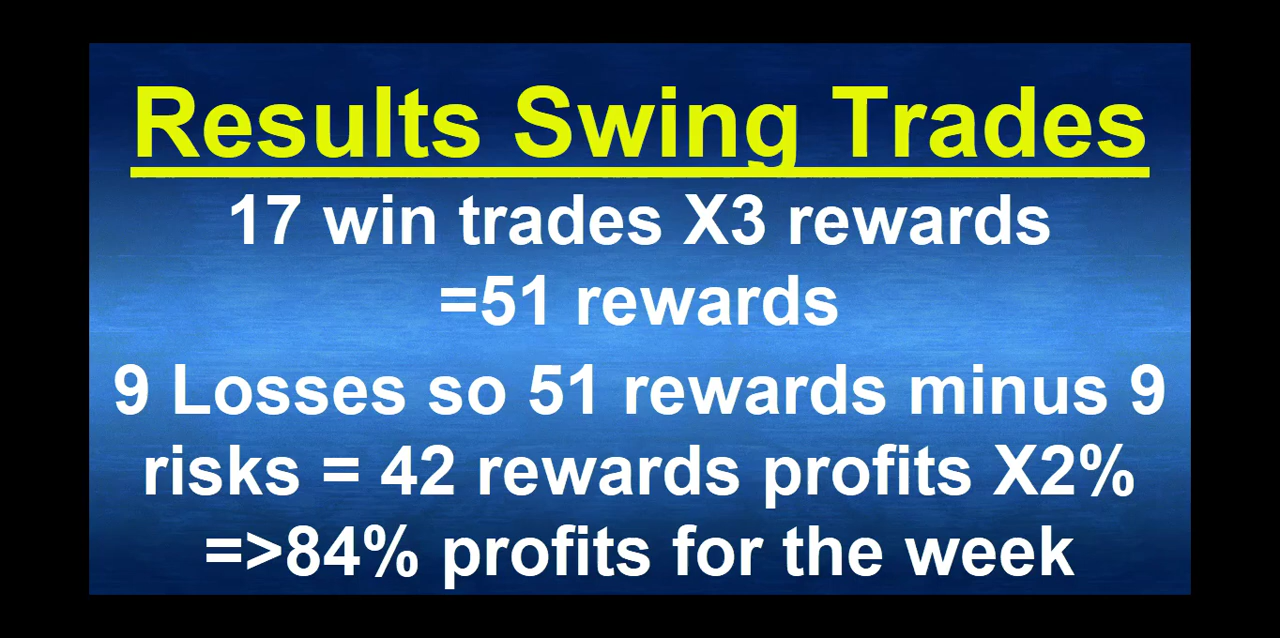 Results Swing Trades
17 win trades X3 rewards
=51 rewards
9 Losses so 51 rewards minus 9
risks = 42 rewards profits X2%
=>84% profits for the week